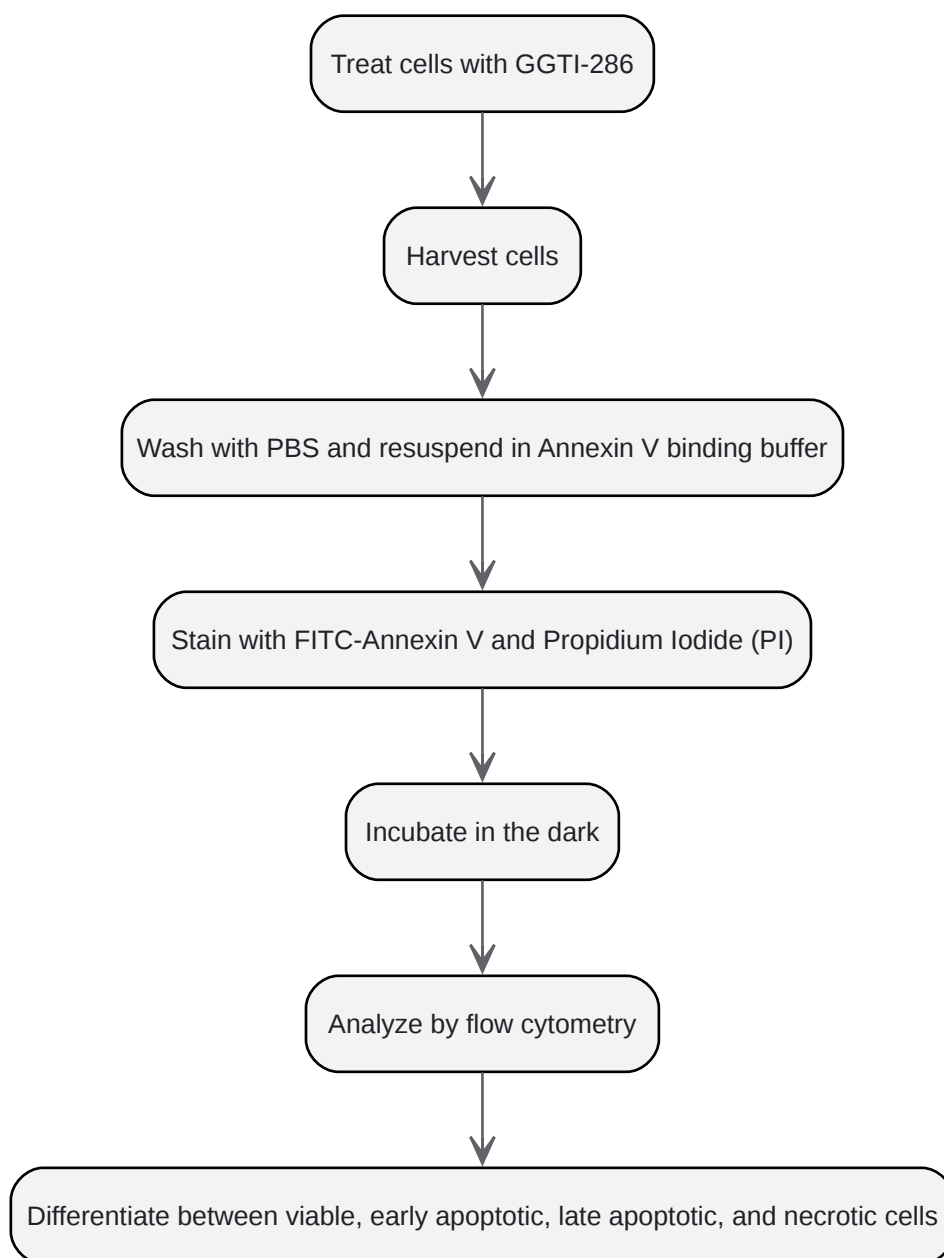 Treat cells with GGTI-286
Harvest cells
Wash with PBS and resuspend in Annexin V binding buffer
Stain with FITC-Annexin V and Propidium Iodide (PI)
Incubate in the dark
Analyze by flow cytometry
Differentiate between viable, early apoptotic, late apoptotic, and necrotic cells